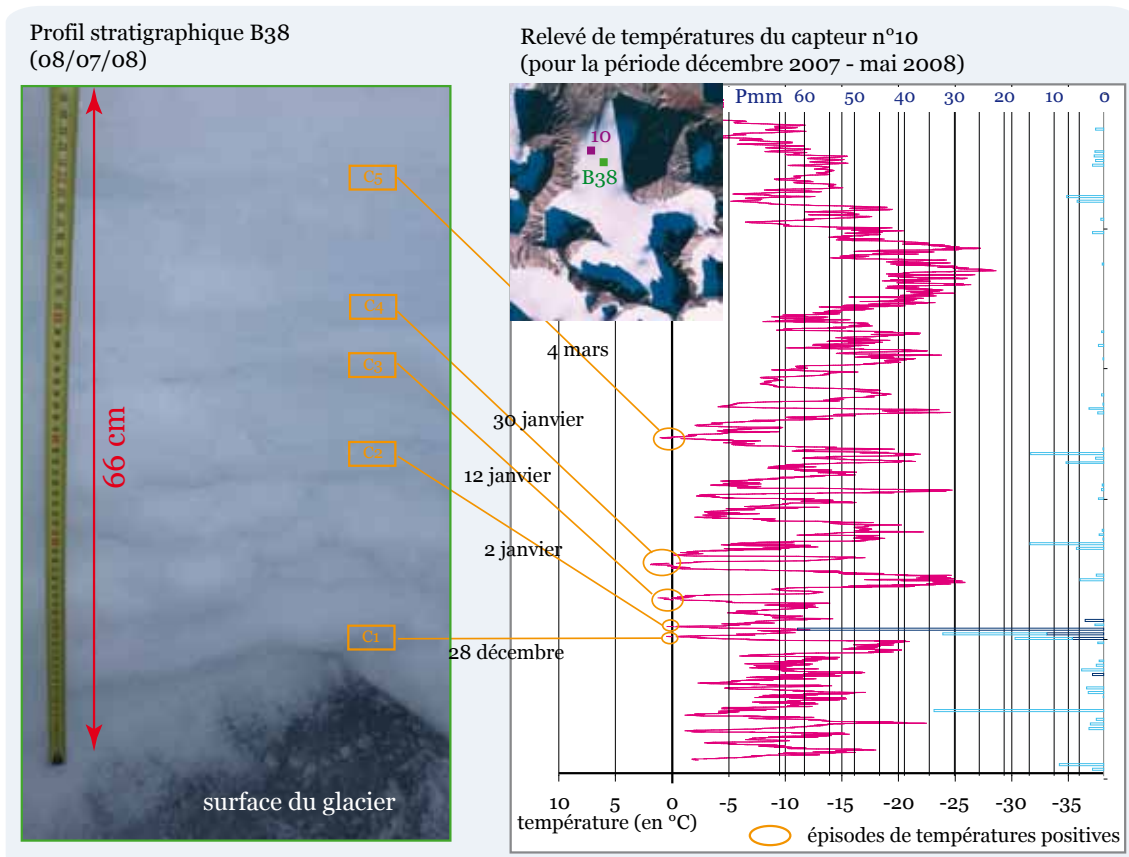 Profil stratigraphique B38
(08/07/08)
Relevé de températures du capteur n°10
(pour la période décembre 2007 - mai 2008)
Pmm 60 50 40 30 20 10 0
10
B38
C5
C4
C3
C2
C1
66 cm
4 mars
30 janvier
12 janvier
2 janvier
28 décembre
surface du glacier
10 5 0 -5 -10 -15 -20 -25 -30 -35
température (en °C)
épisodes de températures positives